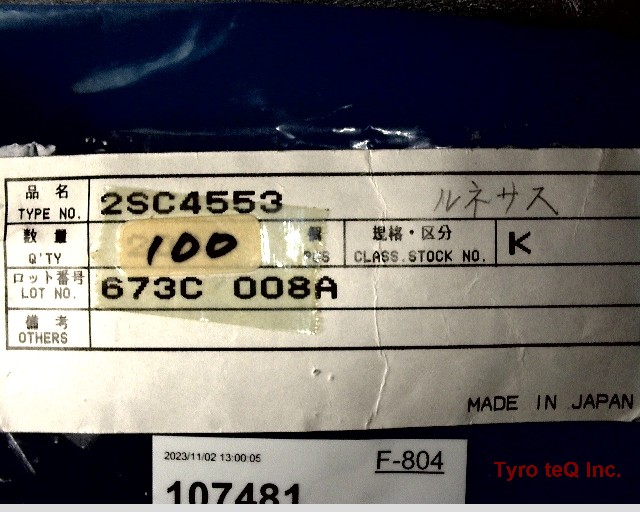 品名 2SC4553 ルネサス
TYPE NO.
数量 100 個 規格・区分 K
Q'TY PCS CLASS.STOCK NO.
ロット番号 673C 008A
LOT NO.
備考
OTHERS
MADE IN JAPAN
2023/11/02 13:00:05 F-804
107481
Tyro teQ Inc.